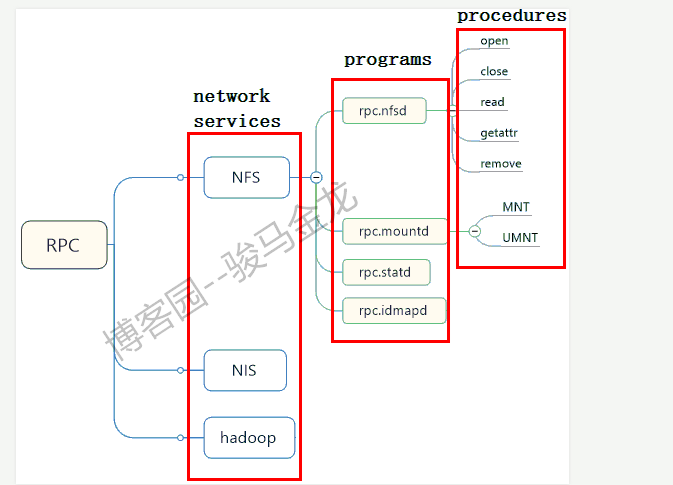 procedures
programs
network
services
RPC
NFS
NIS
hadoop
rpc.nfsd
rpc.mountd
rpc.statd
rpc.idmapd
open
close
read
getattr
remove
MNT
UMNT
博客园--骏马金龙